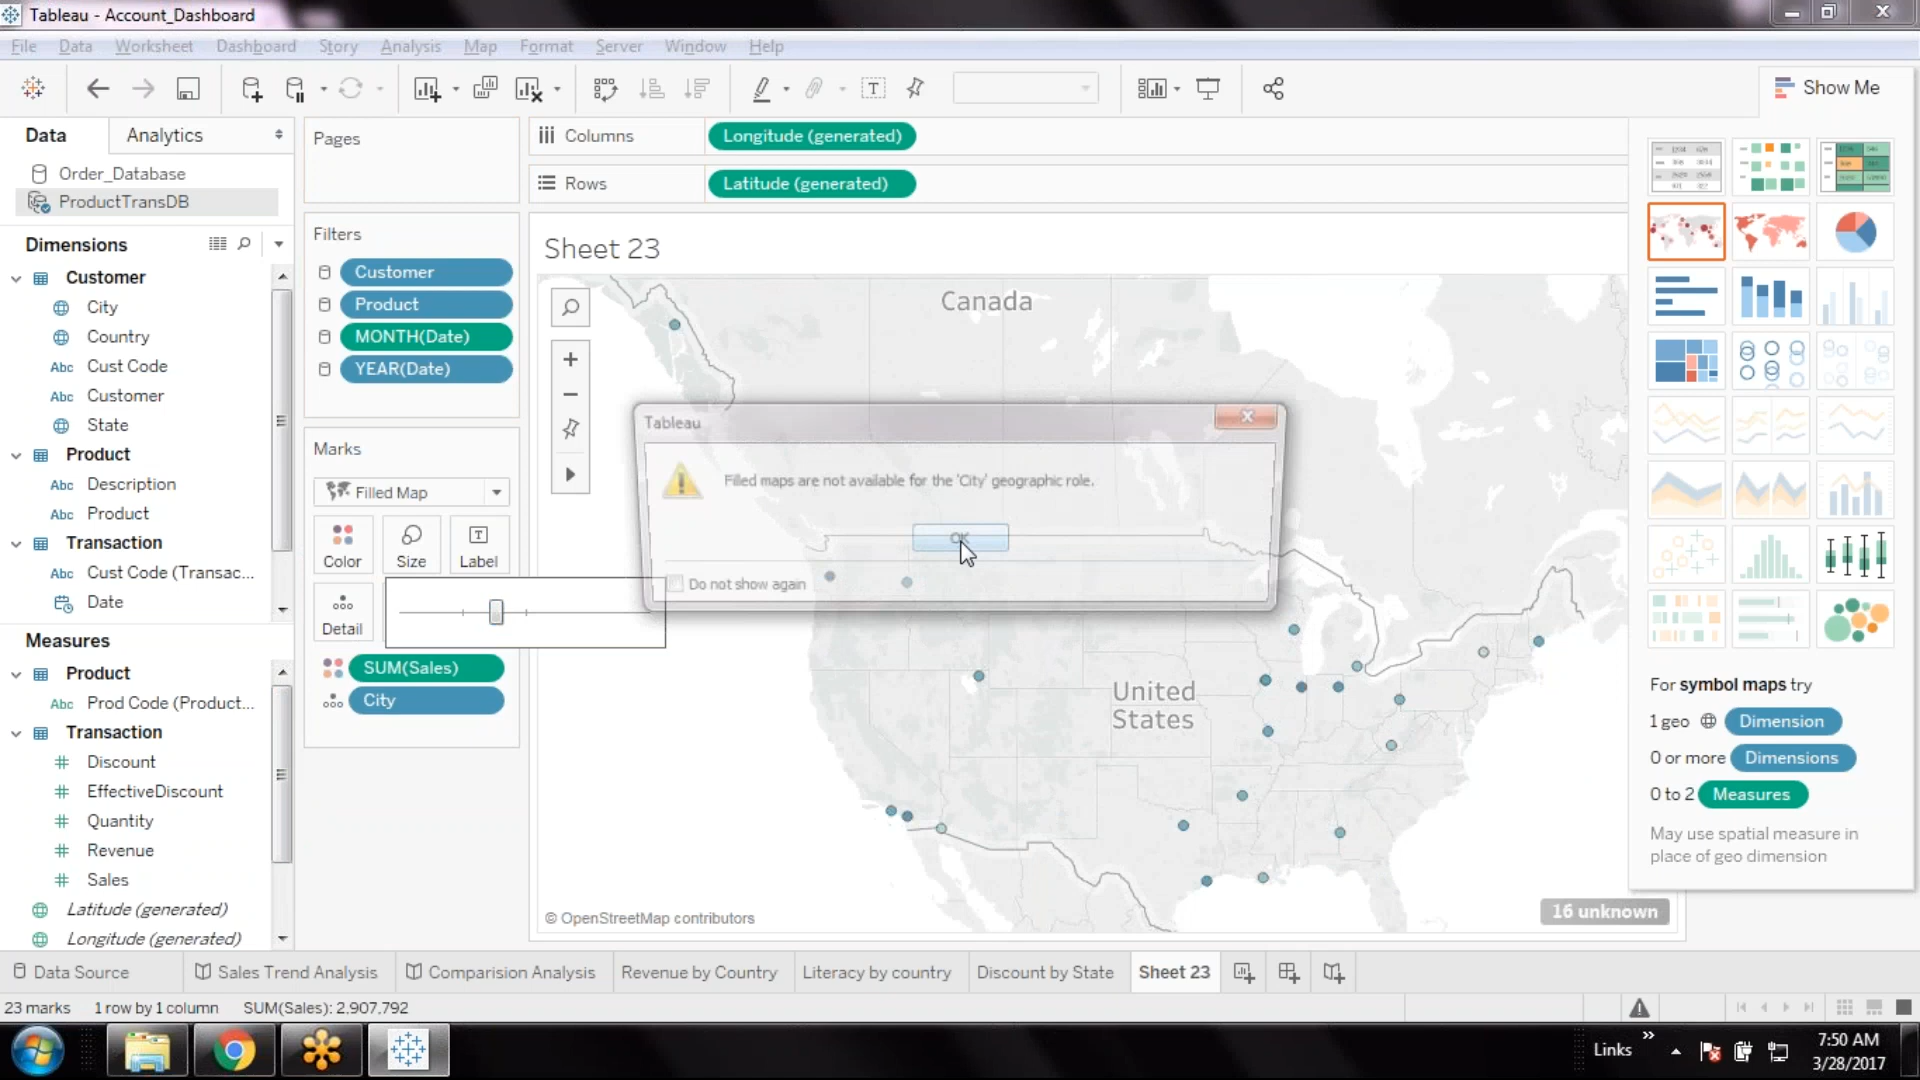 Tableau - Account_Dashboard
File Data Worksheet Dashboard Story Analysis Map Format Server Window Help
Show Me
Data Analytics
Order_Database
ProductTransDB
Dimensions
Customer
City
Country
Abc Cust Code
Abc Customer
State
Product
Abc Description
Abc Product
Transaction
Abc Cust Code (Transac...
Date
Measures
Product
Abc Prod Code (Product...
Transaction
Discount
EffectiveDiscount
Quantity
Revenue
Sales
Latitude (generated)
Longitude (generated)
Pages
Filters
Customer
Product
MONTH(Date)
YEAR(Date)
Marks
Filled Map
Color Size Label
Detail
SUM(Sales)
City
Columns Longitude (generated)
Rows Latitude (generated)
Sheet 23
Canada
Tableau
Filled maps are not available for the 'City' geographic role.
OK
Do not show again
United
States
© OpenStreetMap contributors
16 unknown
For symbol maps try
1 geo Dimension
0 or more Dimensions
0 to 2 Measures
May use spatial measure in
place of geo dimension
Data Source Sales Trend Analysis Comparision Analysis Revenue by Country Literacy by country Discount by State Sheet 23
23 marks 1 row by 1 column SUM(Sales): 2,907,792
Links
7:50 AM
3/28/2017